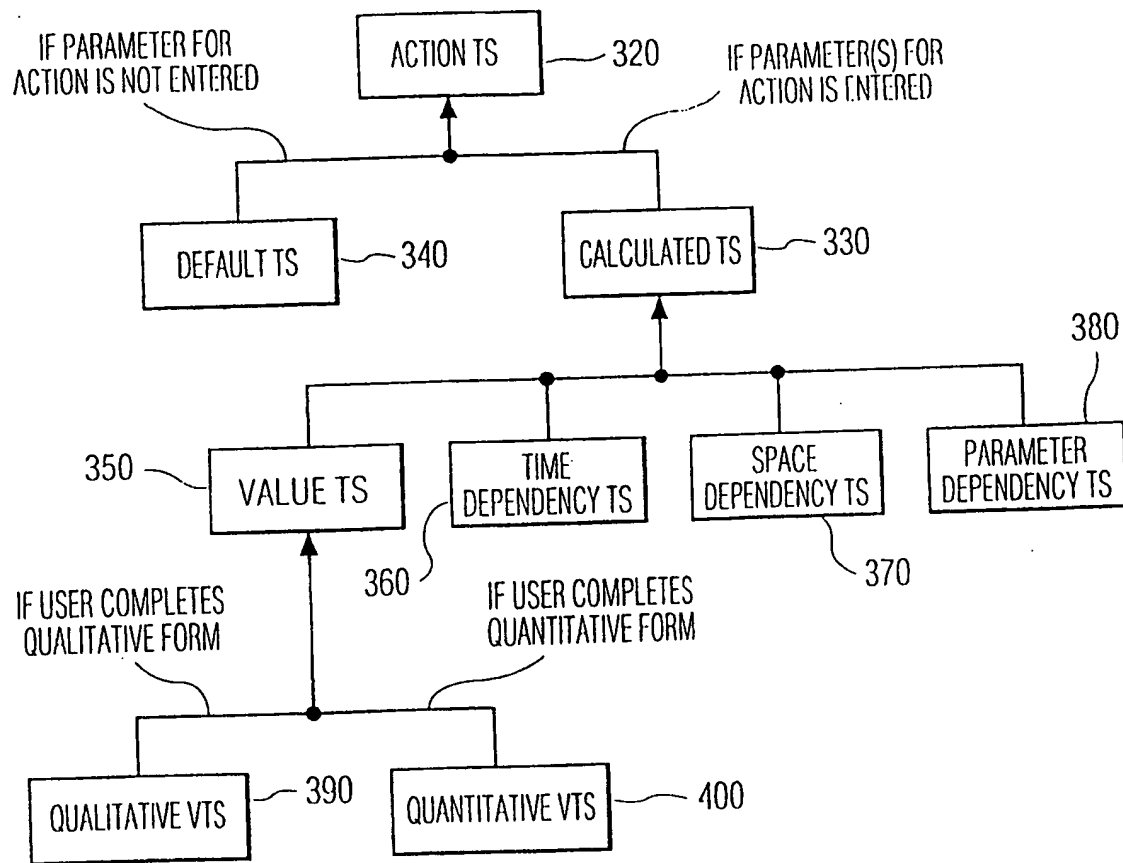 IF PARAMETER FOR
ACTION IS NOT ENTERED
ACTION TS
320
IF PARAMETER(S) FOR
ACTION IS ENTERED
DEFAULT TS
340
CALCULATED TS
330
380
350
VALUE TS
TIME
DEPENDENCY TS
360
SPACE
DEPENDENCY TS
370
PARAMETER
DEPENDENCY TS
IF USER COMPLETES
QUALITATIVE FORM
IF USER COMPLETES
QUANTITATIVE FORM
QUALITATIVE VTS
390
QUANTITATIVE VTS
400